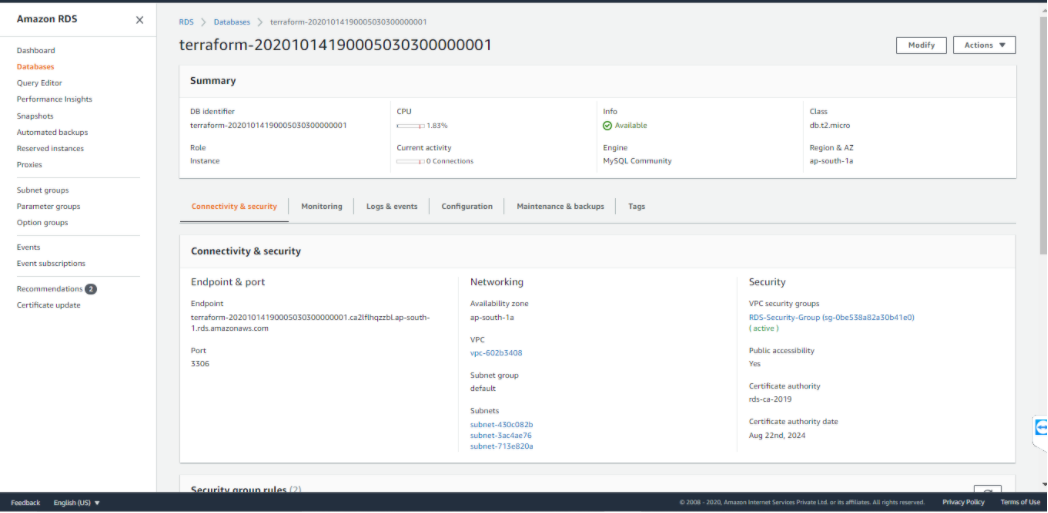 Amazon RDS
Dashboard
Databases
Query Editor
Performance Insights
Snapshots
Automated backups
Reserved instances
Proxies
Subnet groups
Parameter groups
Option groups
Events
Event subscriptions
Recommendations 2
Certificate update
RDS > Databases > terraform-20201014190005030300000001
terraform-20201014190005030300000001
Modify Actions
Summary
DB identifier CPU Info Class
terraform-20201014190005030300000001 1.83% Available db.t2.micro
Role Current activity Engine Region & AZ
Instance 0 Connections MySQL Community ap-south-1a
Connectivity & security Monitoring Logs & events Configuration Maintenance & backups Tags
Connectivity & security
Endpoint & port
Endpoint
terraform-20201014190005030300000001.ca2lflhqzzbl.ap-south-
1.rds.amazonaws.com
Port
3306
Networking
Availability zone
ap-south-1a
VPC
vpc-602b3408
Subnet group
default
Subnets
subnet-430c082b
subnet-3ac4ae76
subnet-713e820a
Security
VPC security groups
RDS-Security-Group (sg-0be538a82a30b41e0)
( active )
Public accessibility
Yes
Certificate authority
rds-ca-2019
Certificate authority date
Aug 22nd, 2024
Security group rules (2)
Feedback English (US) © 2008 - 2020, Amazon Internet Services Private Ltd. or its affiliates. All rights reserved. Privacy Policy Terms of Use